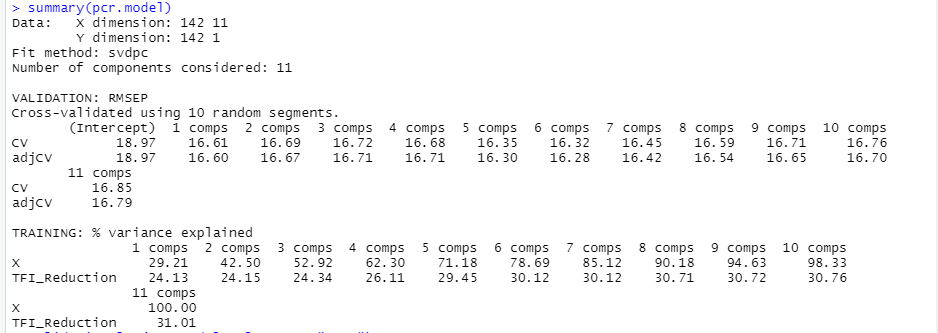 > summary(pcr.model)
Data: X dimension: 142 11
Y dimension: 142 1
Fit method: svdpc
Number of components considered: 11
VALIDATION: RMSEP
Cross-validated using 10 random segments.
(Intercept) 1 comps 2 comps 3 comps 4 comps 5 comps 6 comps 7 comps 8 comps 9 comps 10 comps
CV 18.97 16.61 16.69 16.72 16.68 16.35 16.32 16.45 16.59 16.71 16.76
adjCV 18.97 16.60 16.67 16.71 16.71 16.30 16.28 16.42 16.54 16.65 16.70
11 comps
CV 16.85
adjCV 16.79
TRAINING: % variance explained
1 comps 2 comps 3 comps 4 comps 5 comps 6 comps 7 comps 8 comps 9 comps 10 comps
X 29.21 42.50 52.92 62.30 71.18 78.69 85.12 90.18 94.63 98.33
TFI_Reduction 24.13 24.15 24.34 26.11 29.45 30.12 30.12 30.71 30.72 30.76
11 comps
X 100.00
TFI_Reduction 31.01